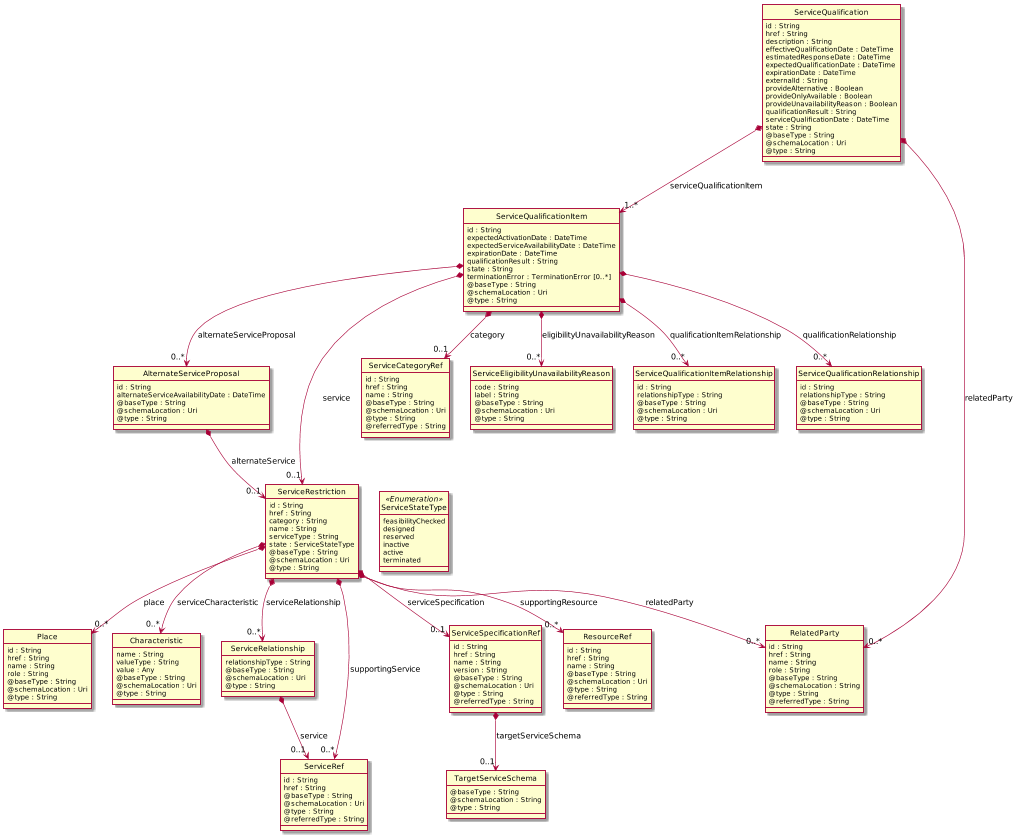 ServiceQualification
id : String
href : String
description : String
effectiveQualificationDate : DateTime
estimatedResponseDate : DateTime
expectedQualificationDate : DateTime
expirationDate : DateTime
externalId : String
provideAlternative : Boolean
provideOnlyAvailable : Boolean
provideUnavailabilityReason : Boolean
qualificationResult : String
serviceQualificationDate : DateTime
state : String
@baseType : String
@schemaLocation : Uri
@type : String
serviceQualificationItem
1..*
ServiceQualificationItem
id : String
expectedActivationDate : DateTime
expectedServiceAvailabilityDate : DateTime
expirationDate : DateTime
qualificationResult : String
state : String
terminationError : TerminationError [0..*]
@baseType : String
@schemaLocation : Uri
@type : String
alternateServiceProposal
0..*
service
0..1
category
0..1
eligibilityUnavailabilityReason
0..*
qualificationItemRelationship
0..*
qualificationRelationship
0..*
relatedParty
0..*
AlternateServiceProposal
id : String
alternateServiceAvailabilityDate : DateTime
@baseType : String
@schemaLocation : Uri
@type : String
ServiceCategoryRef
id : String
href : String
name : String
@baseType : String
@schemaLocation : Uri
@type : String
@referredType : String
ServiceEligibilityUnavailabilityReason
code : String
label : String
@baseType : String
@schemaLocation : Uri
@type : String
ServiceQualificationItemRelationship
id : String
relationshipType : String
@baseType : String
@schemaLocation : Uri
@type : String
ServiceQualificationRelationship
id : String
relationshipType : String
@baseType : String
@schemaLocation : Uri
@type : String
alternateService
0..1
ServiceRestriction
id : String
href : String
category : String
name : String
serviceType : String
state : ServiceStateType
@baseType : String
@schemaLocation : Uri
@type : String
«Enumeration»
ServiceStateType
feasibilityChecked
designed
reserved
inactive
active
terminated
place
0..*
serviceCharacteristic
0..*
serviceRelationship
0..*
supportingService
0..*
serviceSpecification
0..1
supportingResource
0..*
relatedParty
0..*
Place
id : String
href : String
name : String
role : String
@baseType : String
@schemaLocation : Uri
@type : String
Characteristic
name : String
valueType : String
value : Any
@baseType : String
@schemaLocation : Uri
@type : String
ServiceRelationship
relationshipType : String
@baseType : String
@schemaLocation : Uri
@type : String
ServiceSpecificationRef
id : String
href : String
name : String
version : String
@baseType : String
@schemaLocation : Uri
@type : String
@referredType : String
ResourceRef
id : String
href : String
name : String
@baseType : String
@schemaLocation : Uri
@type : String
@referredType : String
RelatedParty
id : String
href : String
name : String
role : String
@baseType : String
@schemaLocation : String
@type : String
@referredType : String
service
0..1
ServiceRef
id : String
href : String
@baseType : String
@schemaLocation : Uri
@type : String
@referredType : String
targetServiceSchema
0..1
TargetServiceSchema
@baseType : String
@schemaLocation : String
@type : String